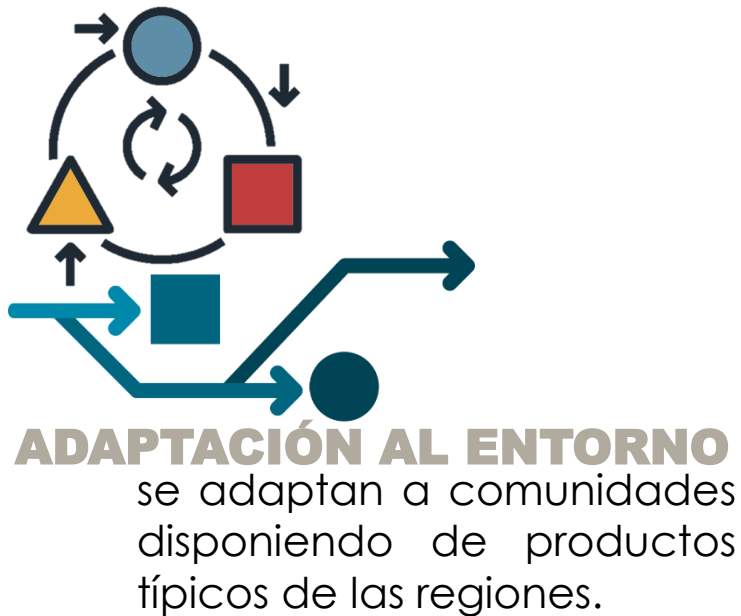 ADAPTACIÓN AL ENTORNO
se adaptan a comunidades
disponiendo de productos
típicos de las regiones.